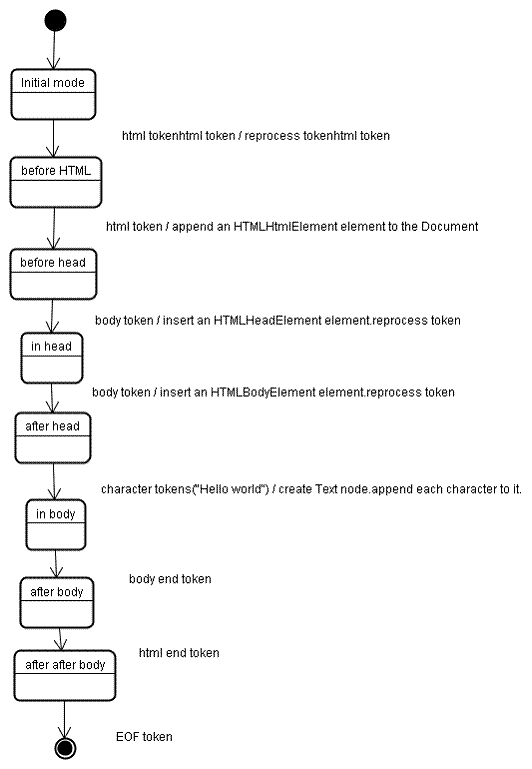 Initial mode
html tokenhtml token / reprocess tokenhtml token
before HTML
html token / append an HTMLHtmlElement element to the Document
before head
body token / insert an HTMLHeadElement element.reprocess token
in head
body token / insert an HTMLBodyElement element.reprocess token
after head
character tokens("Hello world") / create Text node.append each character to it.
in body
body end token
after body
html end token
after after body
EOF token